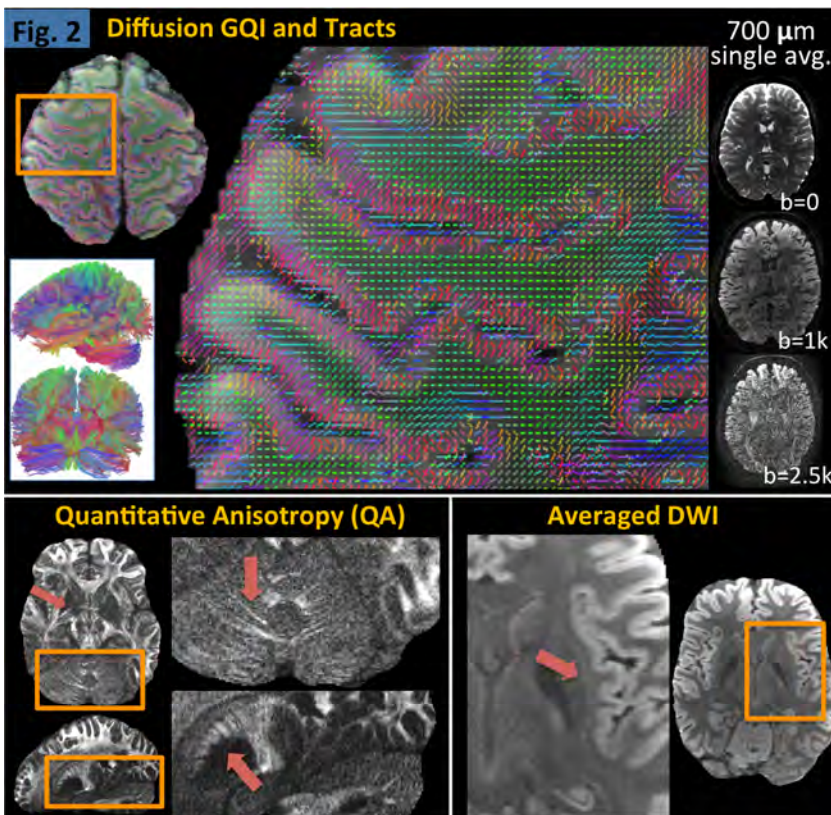 Fig. 2
Diffusion GQI and Tracts
700 μm
single avg.
b=0
b=1k
b=2.5k
Quantitative Anisotropy (QA)
Averaged DWI